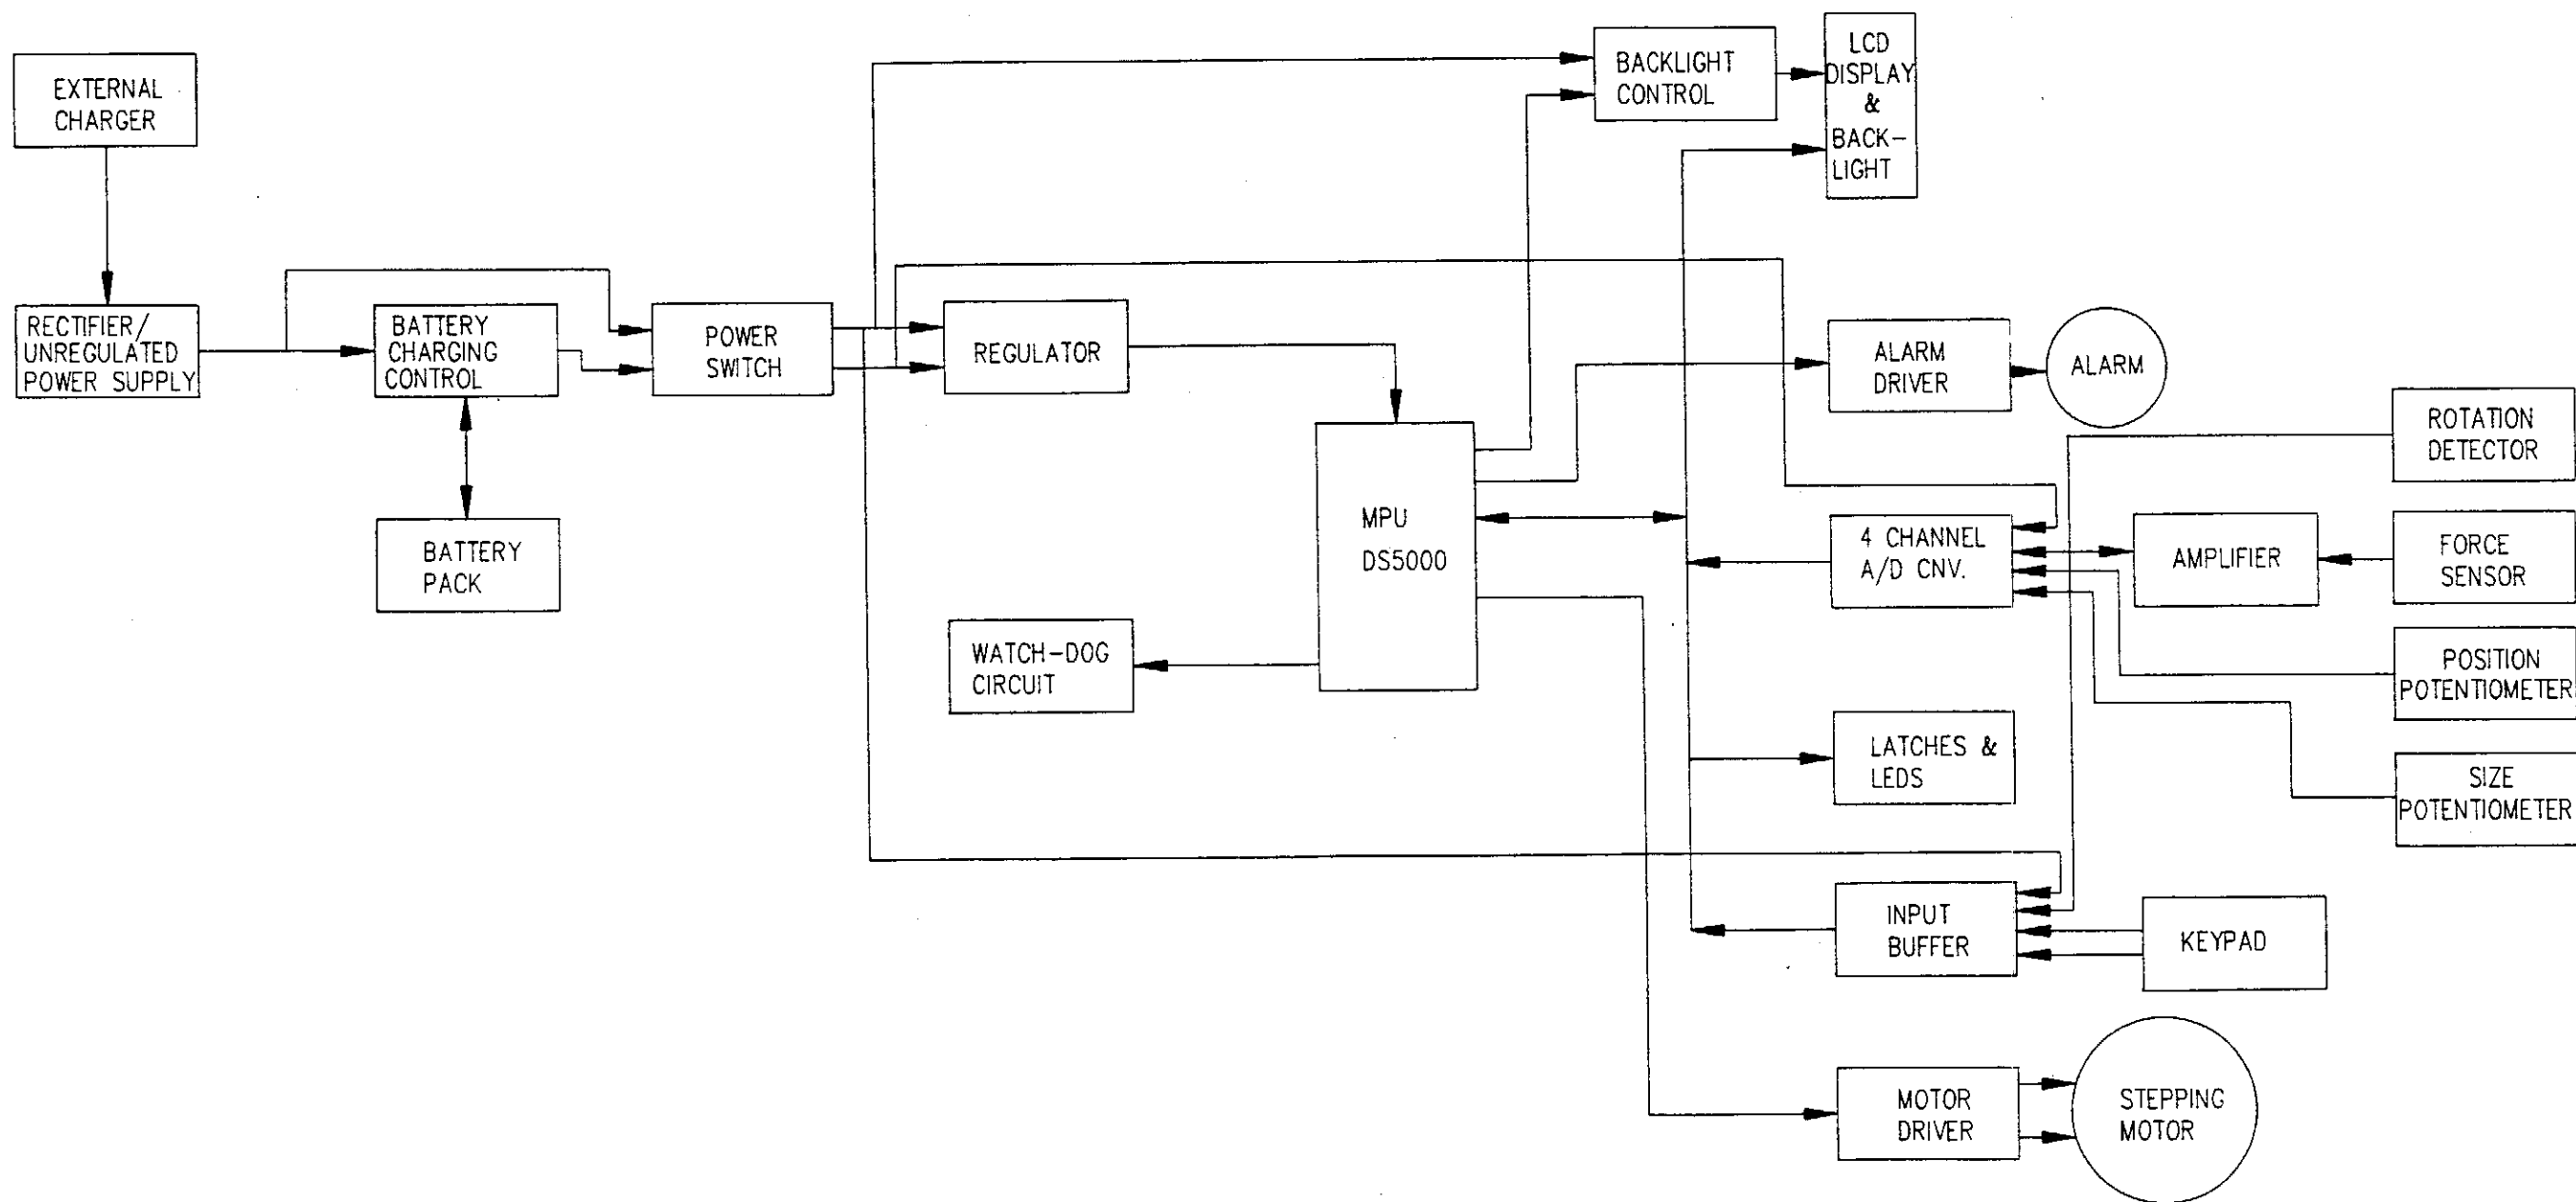 EXTERNAL
CHARGER
RECTIFIER/
UNREGULATED
POWER SUPPLY
BATTERY
CHARGING
CONTROL
BATTERY
PACK
POWER
SWITCH
REGULATOR
WATCH-DOG
CIRCUIT
MPU
DS5000
BACKLIGHT
CONTROL
LCD
DISPLAY
&
BACK-
LIGHT
ALARM
DRIVER
ALARM
4 CHANNEL
A/D CNV.
AMPLIFIER
ROTATION
DETECTOR
FORCE
SENSOR
POSITION
POTENTIOMETER
SIZE
POTENTIOMETER
LATCHES &
LEDS
INPUT
BUFFER
KEYPAD
MOTOR
DRIVER
STEPPING
MOTOR